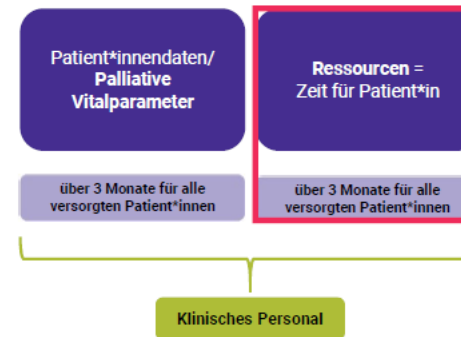 Patient*innendaten/
Palliative
Vitalparameter
Ressourcen =
Zeit für Patient*in
über 3 Monate für alle
versorgten Patient*innen
über 3 Monate für alle
versorgten Patient*innen
Klinisches Personal